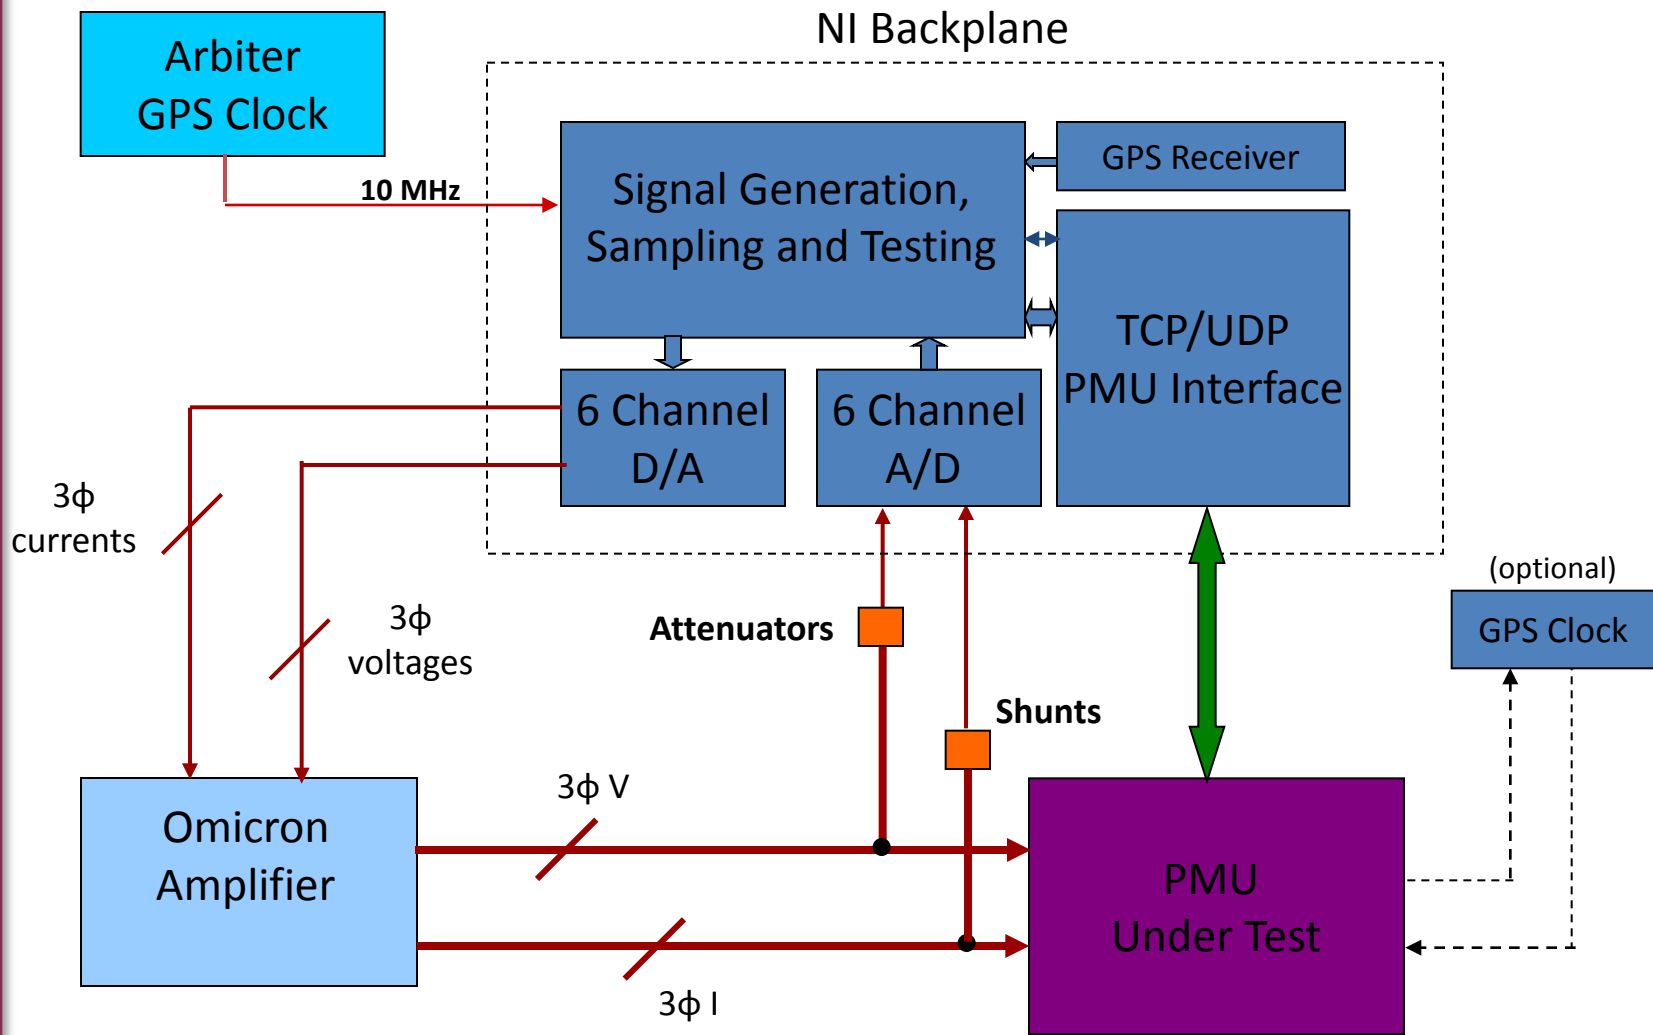 NI Backplane
Arbiter
GPS Clock
10 MHz
Signal Generation,
Sampling and Testing
GPS Receiver
TCP/UDP
PMU Interface
6 Channel
D/A
6 Channel
A/D
3ϕ
currents
3ϕ
voltages
Attenuators
Shunts
(optional)
GPS Clock
Omicron
Amplifier
3ϕ V
3ϕ I
PMU
Under Test